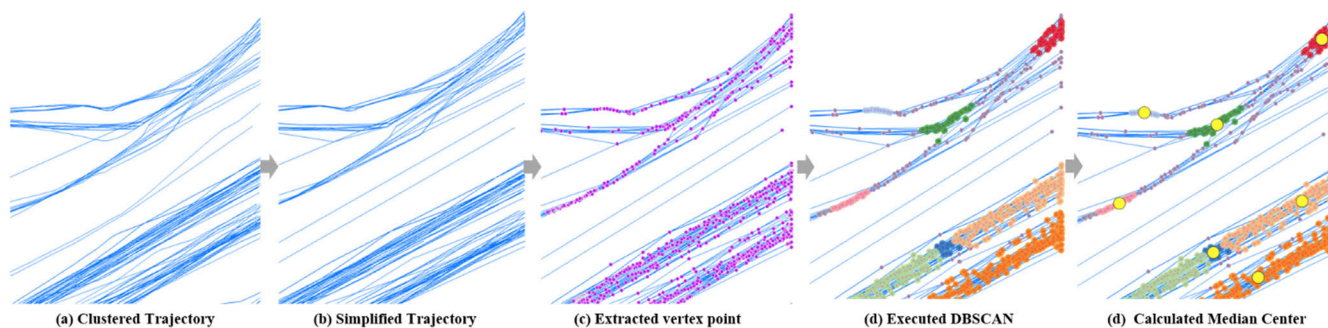 (a) Clustered Trajectory
(b) Simplified Trajectory
(c) Extracted vertex point
(d) Executed DBSCAN
(d) Calculated Median Center